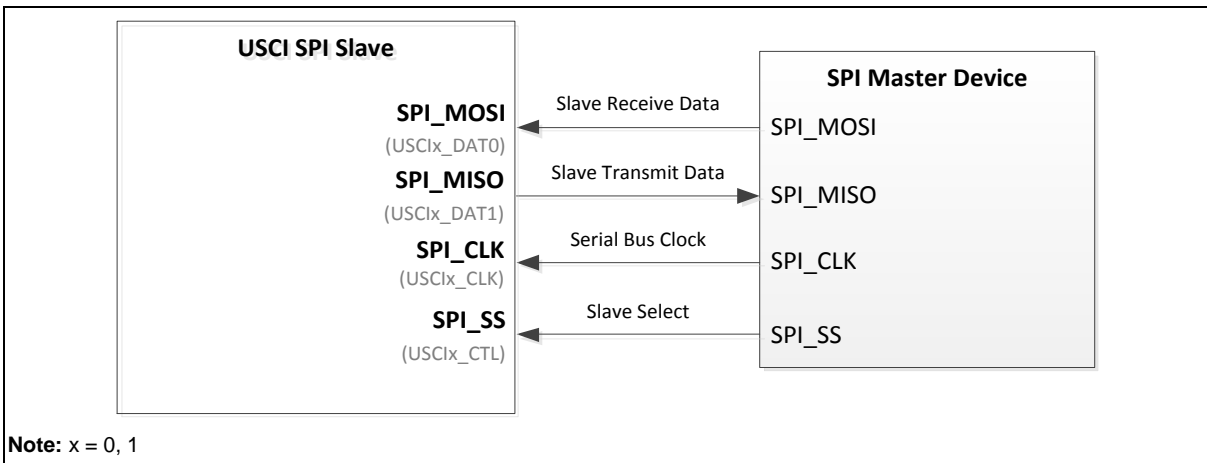 USCI SPI Slave
SPI_MOSI
(USCIx_DAT0)
SPI_MISO
(USCIx_DAT1)
SPI_CLK
(USCIx_CLK)
SPI_SS
(USCIx_CTL)
Slave Receive Data
Slave Transmit Data
Serial Bus Clock
Slave Select
SPI Master Device
SPI_MOSI
SPI_MISO
SPI_CLK
SPI_SS
Note: x = 0, 1